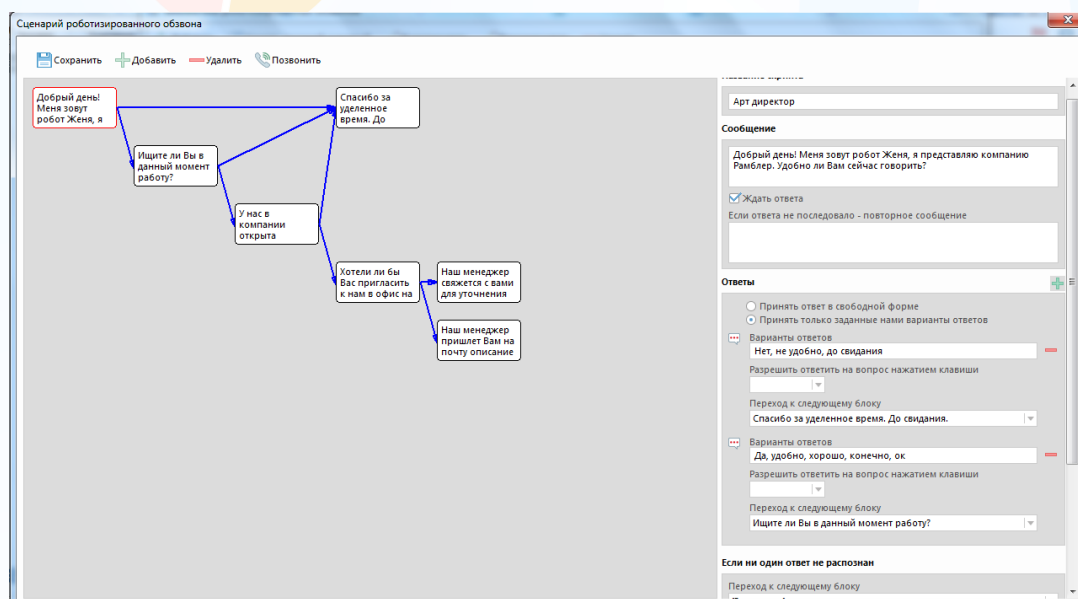 Сценарий роботизированного обзвона
Сохранить Добавить Удалить Позвонить
Добрый день!
Меня зовут
робот Женя, я
Спасибо за
уделенное
время. До
Ищите ли Вы в
данный момент
работу?
У нас в
компании
открыта
Хотели ли бы
Вас пригласить
к нам в офис на
Наш менеджер
свяжется с вами
для уточнения
Наш менеджер
пришлет Вам на
почту описание
Арт директор
Сообщение
Добрый день! Меня зовут робот Женя, я представляю компанию
Рамблер. Удобно ли Вам сейчас говорить?
Ждать ответа
Если ответа не последовало - повторное сообщение
Ответы
Принять ответ в свободной форме
Принять только заданные нами варианты ответов
Варианты ответов
Нет, не удобно, до свидания
Разрешить ответить на вопрос нажатием клавиши
Переход к следующему блоку
Спасибо за уделенное время. До свидания.
Варианты ответов
Да, удобно, хорошо, конечно, ок
Разрешить ответить на вопрос нажатием клавиши
Переход к следующему блоку
Ищите ли Вы в данный момент работу?
Если ни один ответ не распознан
Переход к следующему блоку